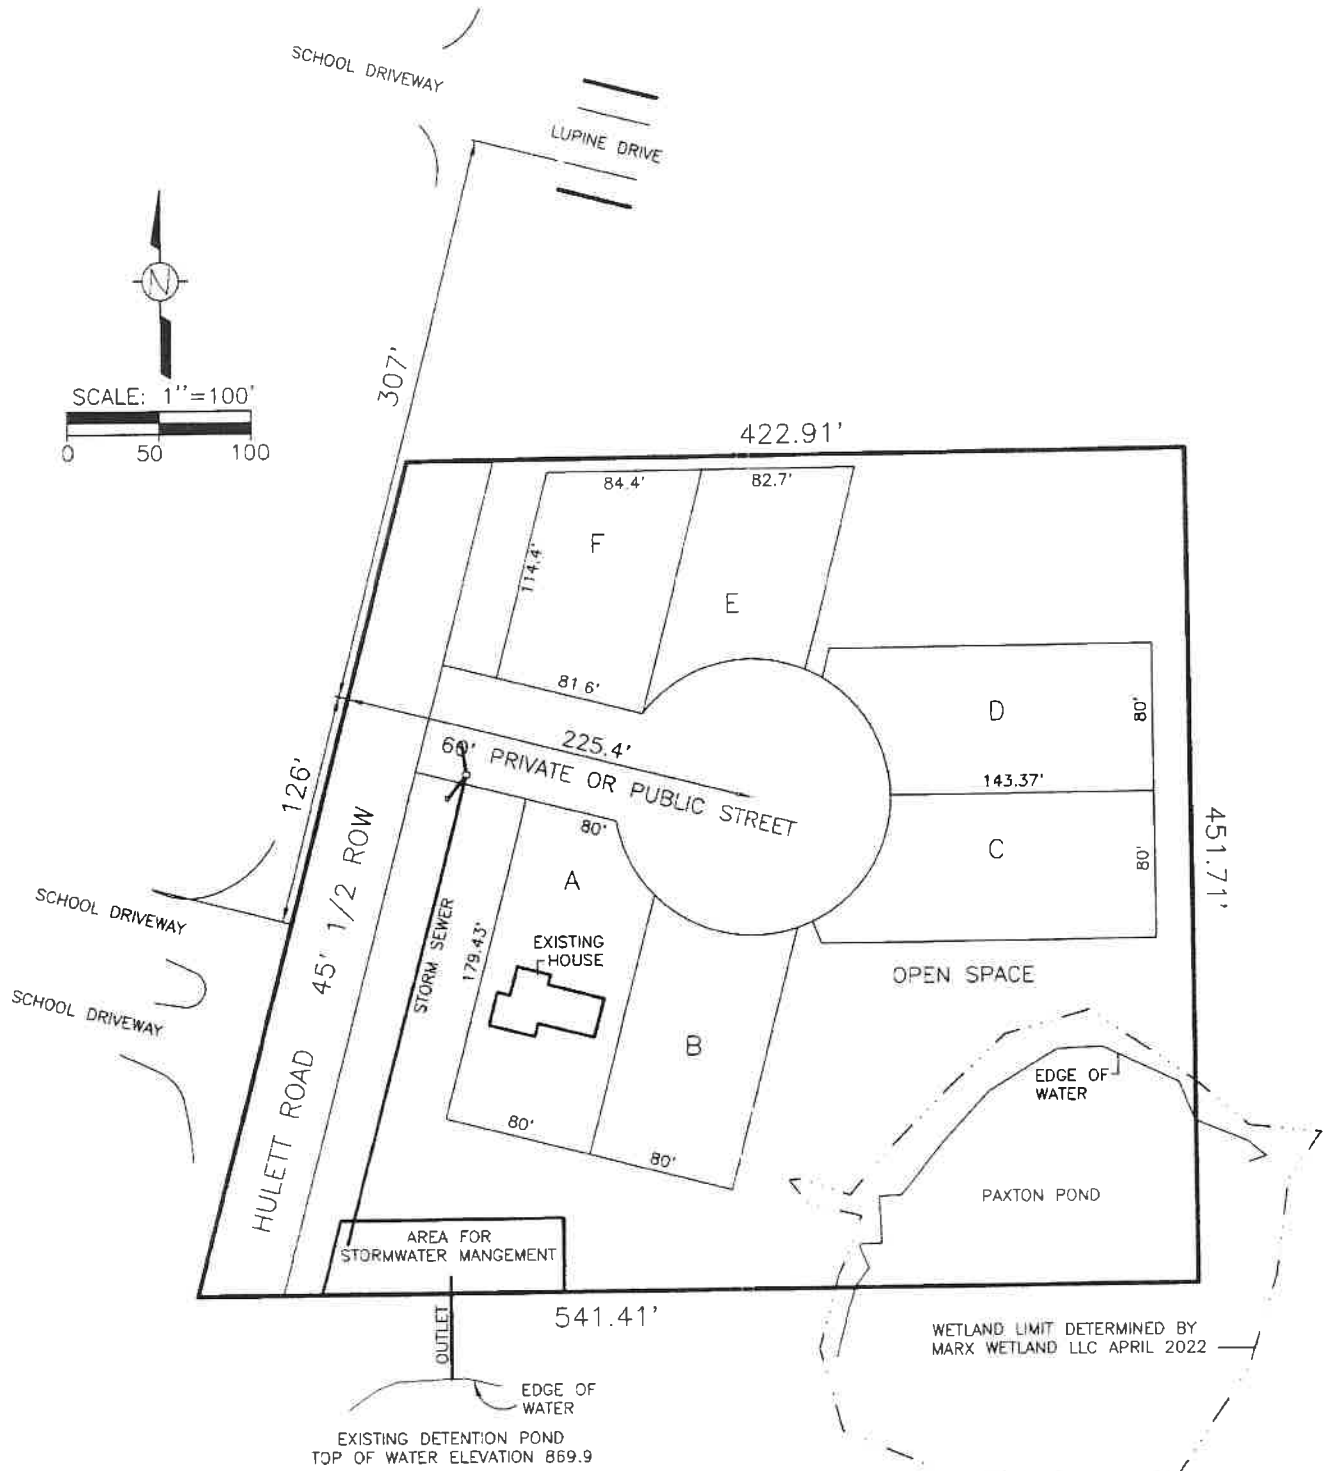 SCHOOL DRIVEWAY
LUPINE DRIVE
N
SCALE: 1''=100'
0 50 100
307'
422.91'
84.4'
82.7'
F
114.4'
E
81.6'
D
80'
225.4'
60' PRIVATE OR PUBLIC STREET
143.37'
126'
80'
C
80'
451.71'
A
SCHOOL DRIVEWAY
HULETT ROAD 45' 1/2 ROW
STORM SEWER
179.43'
EXISTING
HOUSE
OPEN SPACE
SCHOOL DRIVEWAY
B
EDGE OF
WATER
80'
80'
PAXTON POND
AREA FOR
STORMWATER MANGEMENT
541.41'
OUTLET
WETLAND LIMIT DETERMINED BY
MARX WETLAND LLC APRIL 2022
EDGE OF
WATER
EXISTING DETENTION POND
TOP OF WATER ELEVATION 869.9